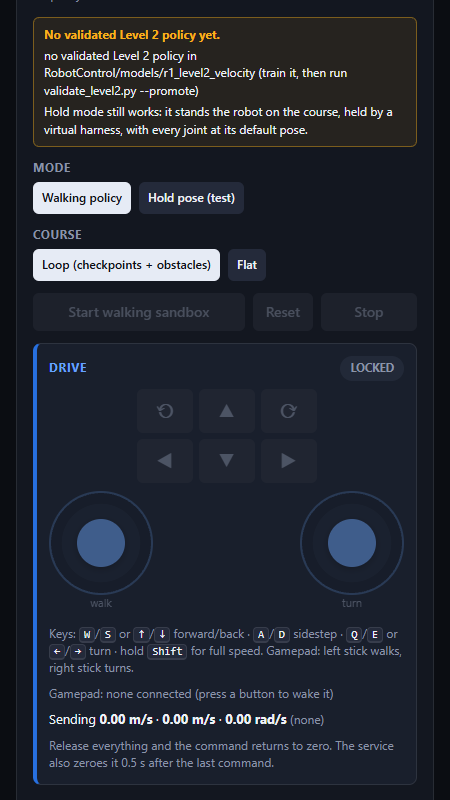 No validated Level 2 policy yet.
no validated Level 2 policy in
RobotControl/models/r1_level2_velocity (train it, then run
validate_level2.py --promote)
Hold mode still works: it stands the robot on the course, held by a
virtual harness, with every joint at its default pose.
MODE
Walking policy
Hold pose (test)
COURSE
Loop (checkpoints + obstacles)
Flat
Start walking sandbox
Reset
Stop
DRIVE
LOCKED
walk
turn
Keys: W/S or ↑/↓ forward/back · A/D sidestep · Q/E or
←/→ turn · hold Shift for full speed. Gamepad: left stick walks,
right stick turns.
Gamepad: none connected (press a button to wake it)
Sending 0.00 m/s · 0.00 m/s · 0.00 rad/s (none)
Release everything and the command returns to zero. The service
also zeroes it 0.5 s after the last command.